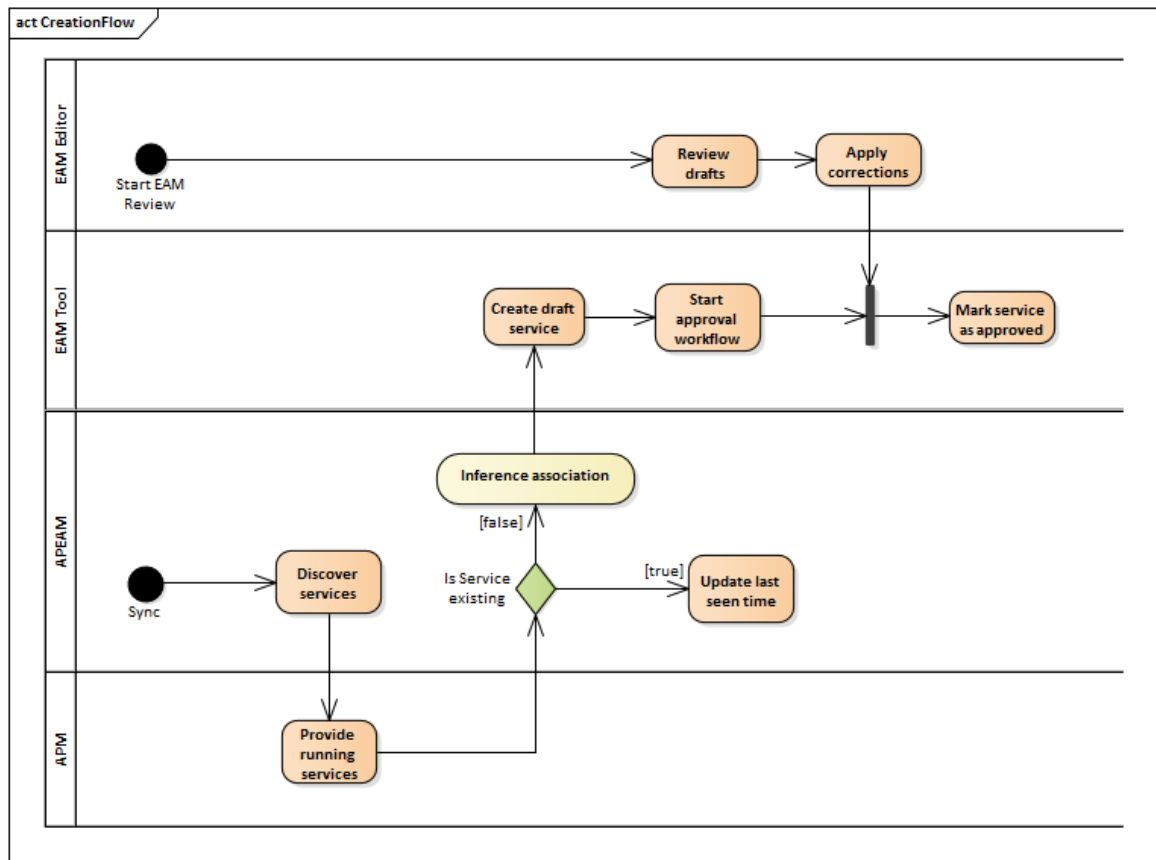 act CreationFlow
EAM Editor
Start EAM
Review
Review
drafts
Apply
corrections
EAM Tool
Create draft
service
Start
approval
workflow
Mark service
as approved
APEAM
Inference association
[false]
Is Service
existing
[true]
Update last
seen time
Discover
services
Sync
APM
Provide
running
services